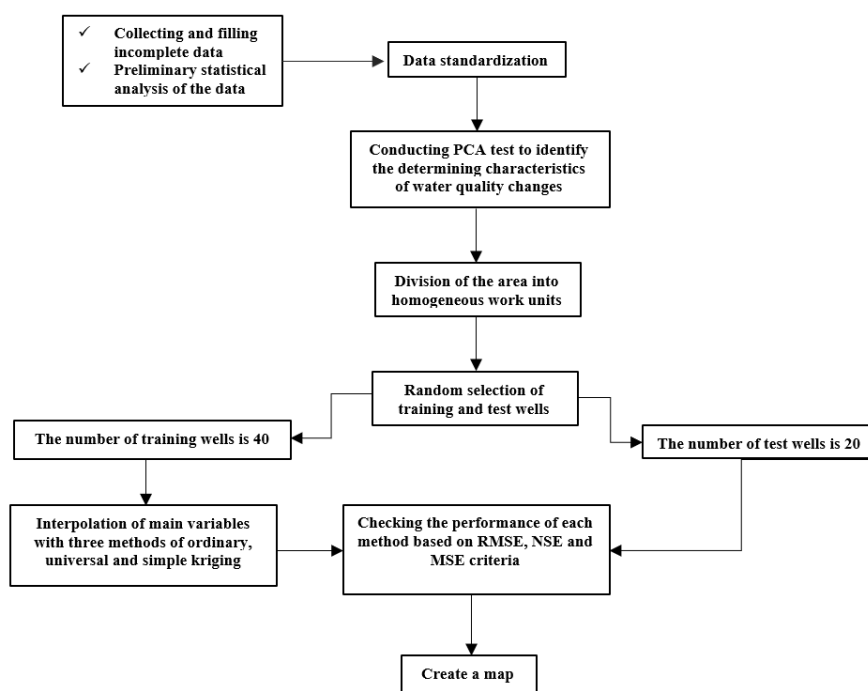 ✓ Collecting and filling
incomplete data
✓ Preliminary statistical
analysis of the data
Data standardization
Conducting PCA test to identify
the determining characteristics
of water quality changes
Division of the area into
homogeneous work units
Random selection of
training and test wells
The number of training wells is 40
The number of test wells is 20
Interpolation of main variables
with three methods of ordinary,
universal and simple kriging
Checking the performance of each
method based on RMSE, NSE and
MSE criteria
Create a map